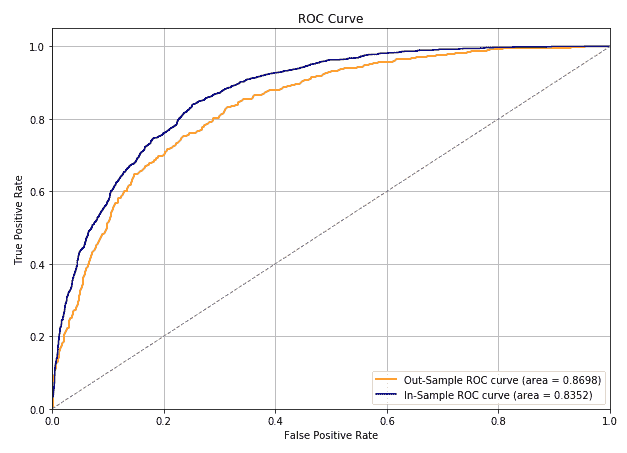 ROC Curve
1.0
0.8
0.6
0.4
0.2
0.0
True Positive Rate
Out-Sample ROC curve (area = 0.8698)
In-Sample ROC curve (area = 0.8352)
0.0 0.2 0.4 0.6 0.8 1.0
False Positive Rate